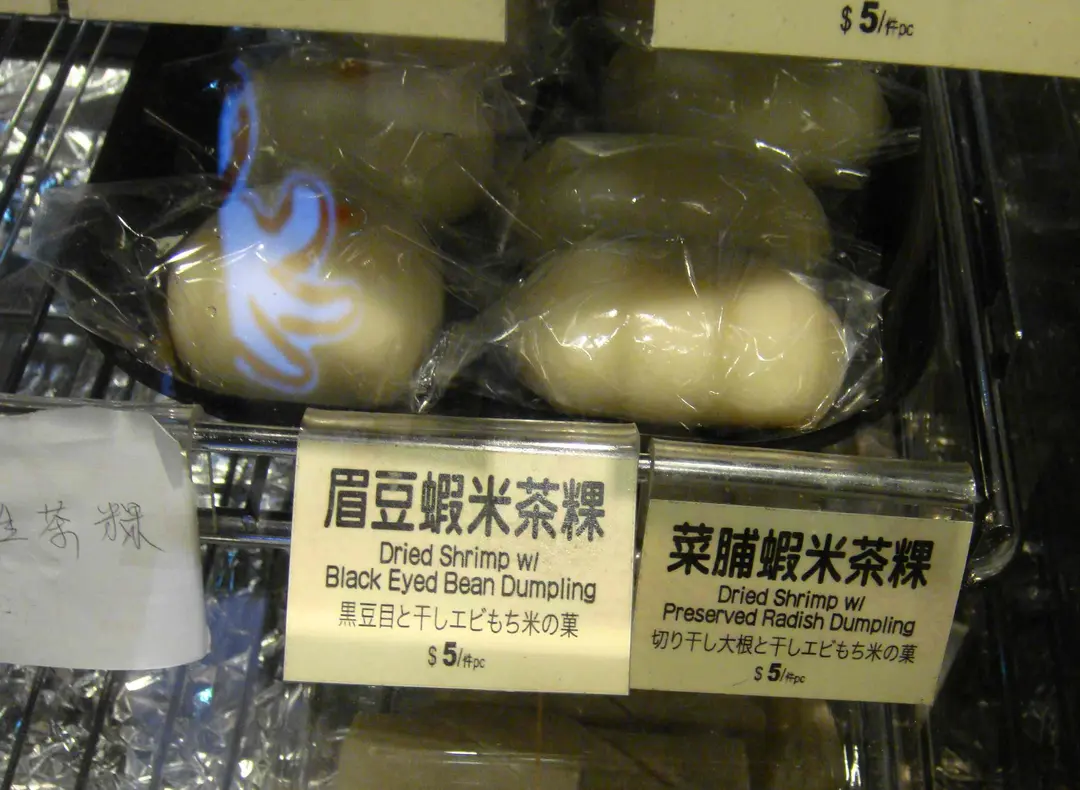 $5/件pc
生茶粿
眉豆蝦米茶粿
Dried Shrimp w/
Black Eyed Bean Dumpling
黒豆目と干しエビもち米の菓
$5/件pc
菜脯蝦米茶粿
Dried Shrimp w/
Preserved Radish Dumpling
切り干し大根と干しエビもち米の菓
$5/件pc